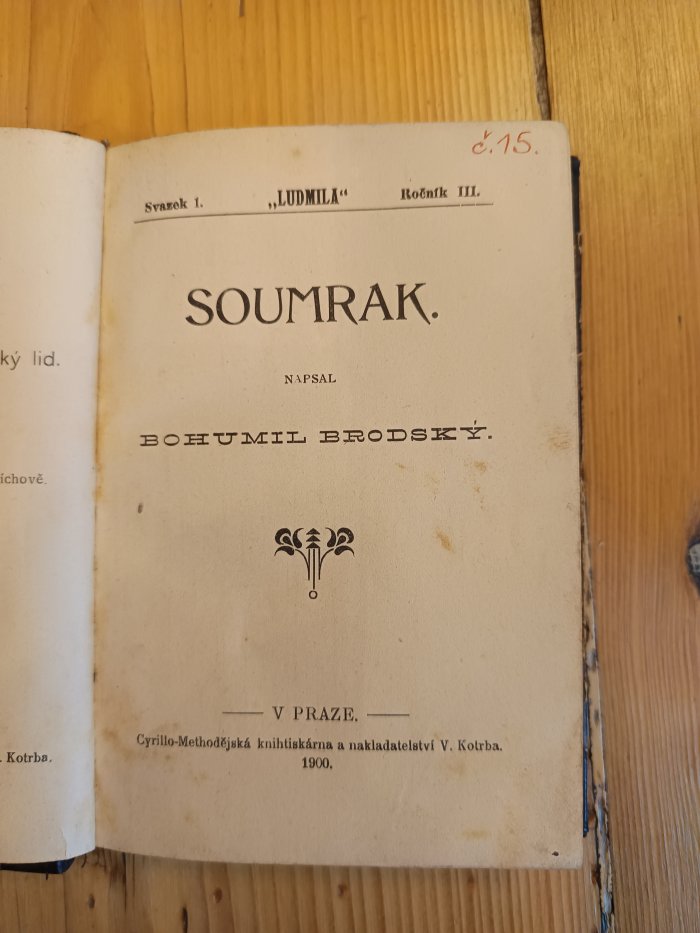 ký lid.
íchově.
. Kotrba.
č.15.
Svazek 1. „LUDMILA“ Ročník III.
SOUMRAK.
NAPSAL
BOHUMIL BRODSKÝ.
V PRAZE.
Cyrillo-Methodějská knihtiskárna a nakladatelství V. Kotrba.
1900.